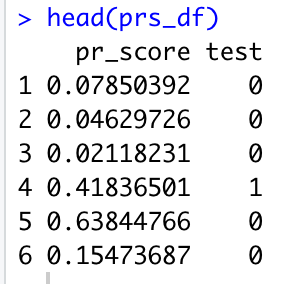 > head(prs_df)
pr_score test
1 0.07850392 0
2 0.04629726 0
3 0.02118231 0
4 0.41836501 1
5 0.63844766 0
6 0.15473687 0